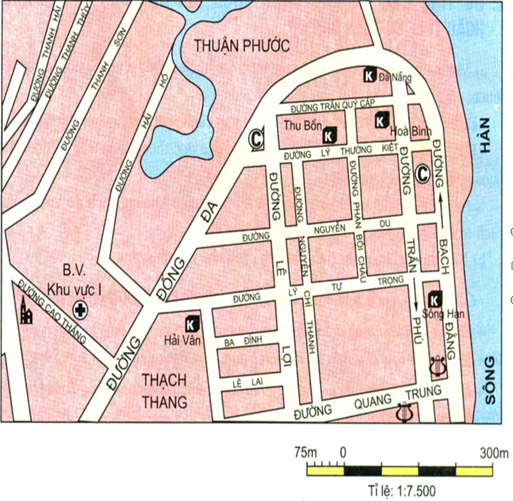 ĐƯỜNG THANH HẢI
ĐƯỜNG THANH THỦY
ĐƯỜNG THANH SƠN
ĐƯỜNG HẢI HỒ
THUẬN PHƯỚC
K
Đà Nẵng
ĐƯỜNG TRẦN QUÝ CÁP
Thu Bồn
K
K
Hoà Bình
C
ĐƯỜNG LÝ THƯỜNG KIỆT
C
ĐƯỜNG ĐỐNG ĐA
ĐƯỜNG LÊ LỢI
ĐƯỜNG NGUYỄN CHÍ THANH
ĐƯỜNG PHAN BỘI CHÂU
ĐƯỜNG TRẦN PHÚ
ĐƯỜNG BẠCH ĐẰNG
SÔNG HÀN
ĐƯỜNG NGUYỄN DU
B.V.
Khu vực I
ĐƯỜNG CAO THẮNG
ĐƯỜNG LÝ TỰ TRỌNG
K
Sông Hàn
K
Hải Vân
BA ĐÌNH
LÊ LAI
THẠCH
THANG
ĐƯỜNG QUANG TRUNG
75m 0 300m
Tỉ lệ: 1:7.500